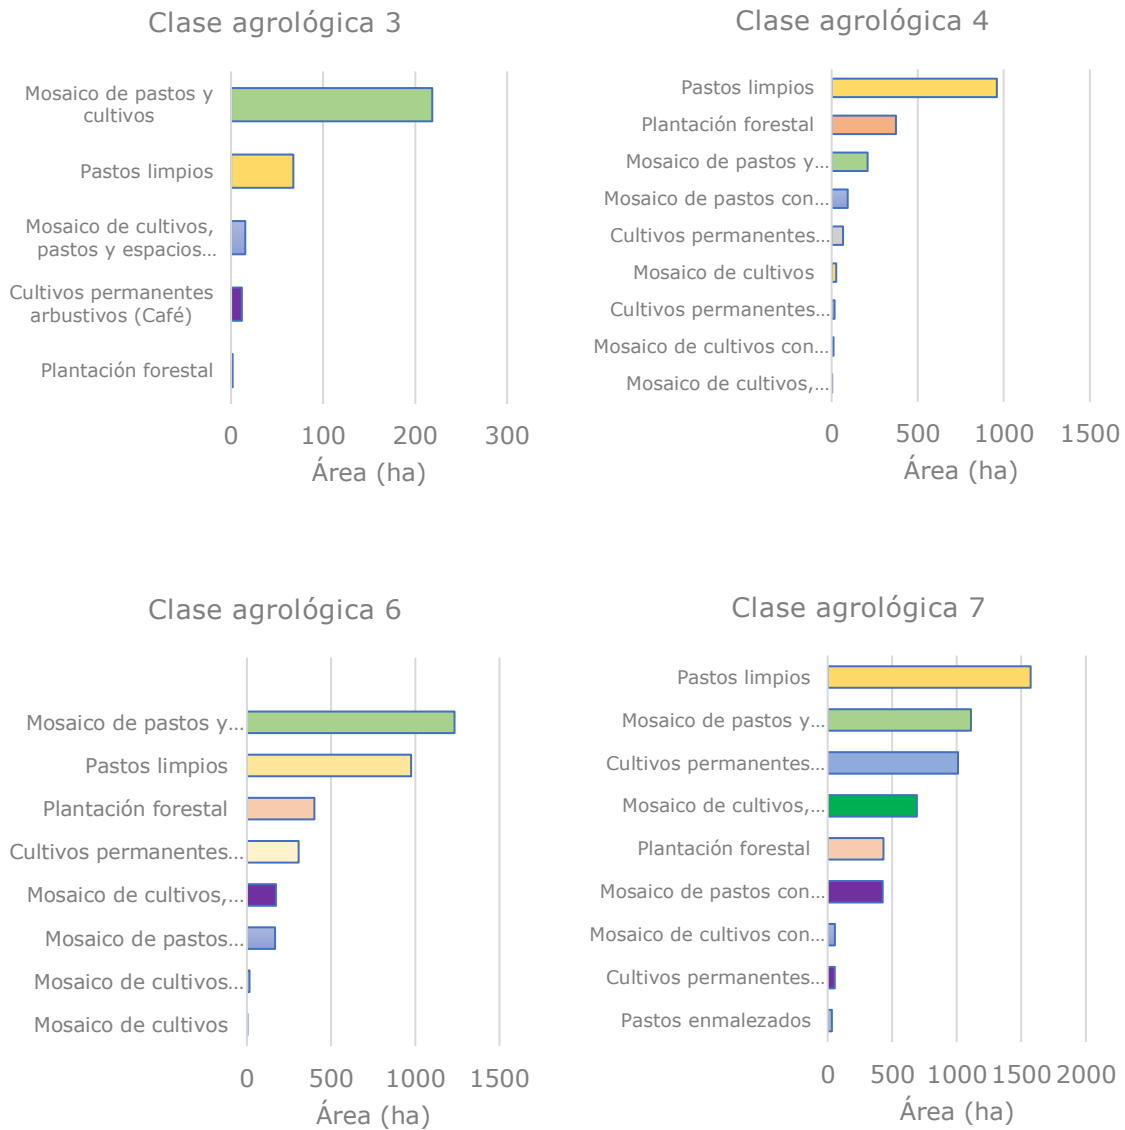 Clase agrológica 3
Mosaico de pastos y
cultivos
Pastos limpios
Mosaico de cultivos,
pastos y espacios...
Cultivos permanentes
arbustivos (Café)
Plantación forestal
0 100 200 300
Área (ha)
Clase agrológica 4
Pastos limpios
Plantación forestal
Mosaico de pastos y...
Mosaico de pastos con...
Cultivos permanentes...
Mosaico de cultivos
Cultivos permanentes...
Mosaico de cultivos con...
Mosaico de cultivos,...
0 500 1000 1500
Área (ha)
Clase agrológica 6
Mosaico de pastos y...
Pastos limpios
Plantación forestal
Cultivos permanentes...
Mosaico de cultivos,...
Mosaico de pastos...
Mosaico de cultivos...
Mosaico de cultivos
0 500 1000 1500
Área (ha)
Clase agrológica 7
Pastos limpios
Mosaico de pastos y...
Cultivos permanentes...
Mosaico de cultivos,...
Plantación forestal
Mosaico de pastos con...
Mosaico de cultivos con...
Cultivos permanentes...
Pastos enmalezados
0 500 1000 1500 2000
Área (ha)